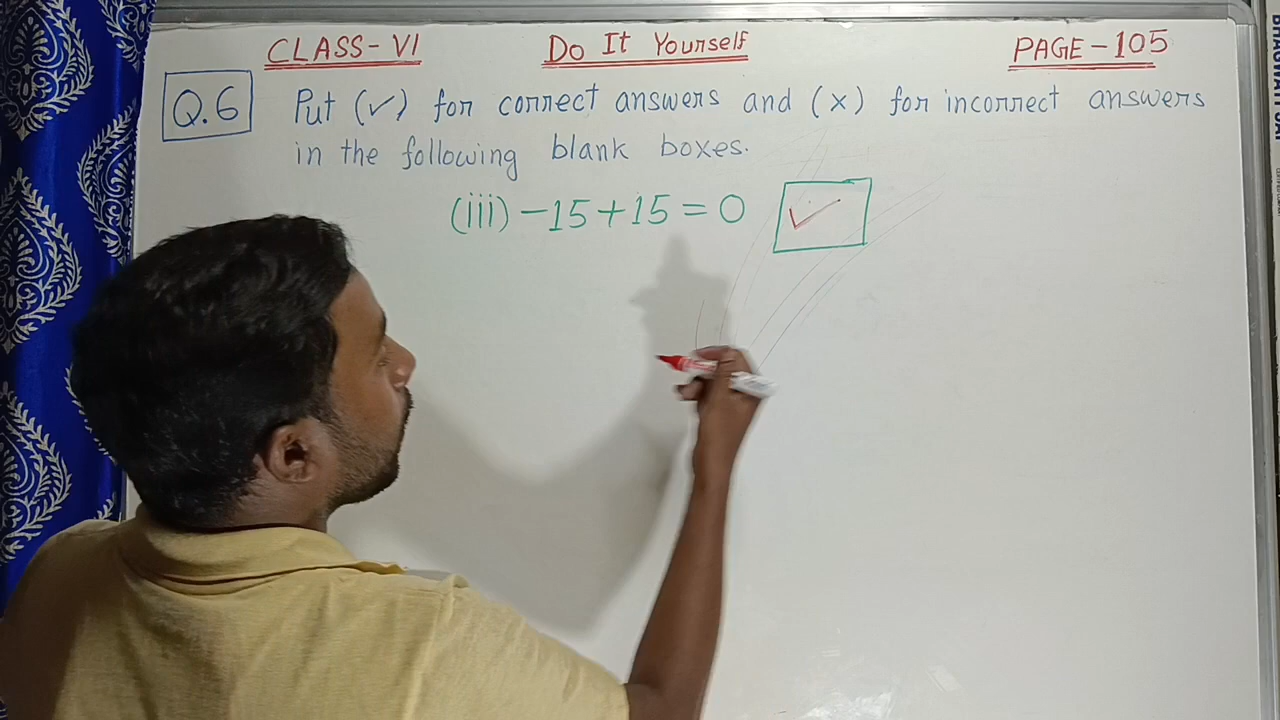 CLASS-VI Do It Yourself PAGE-105
Q.6 Put (✓) for correct answers and (x) for incorrect answers
in the following blank boxes.
(iii) -15+15=0 ✓